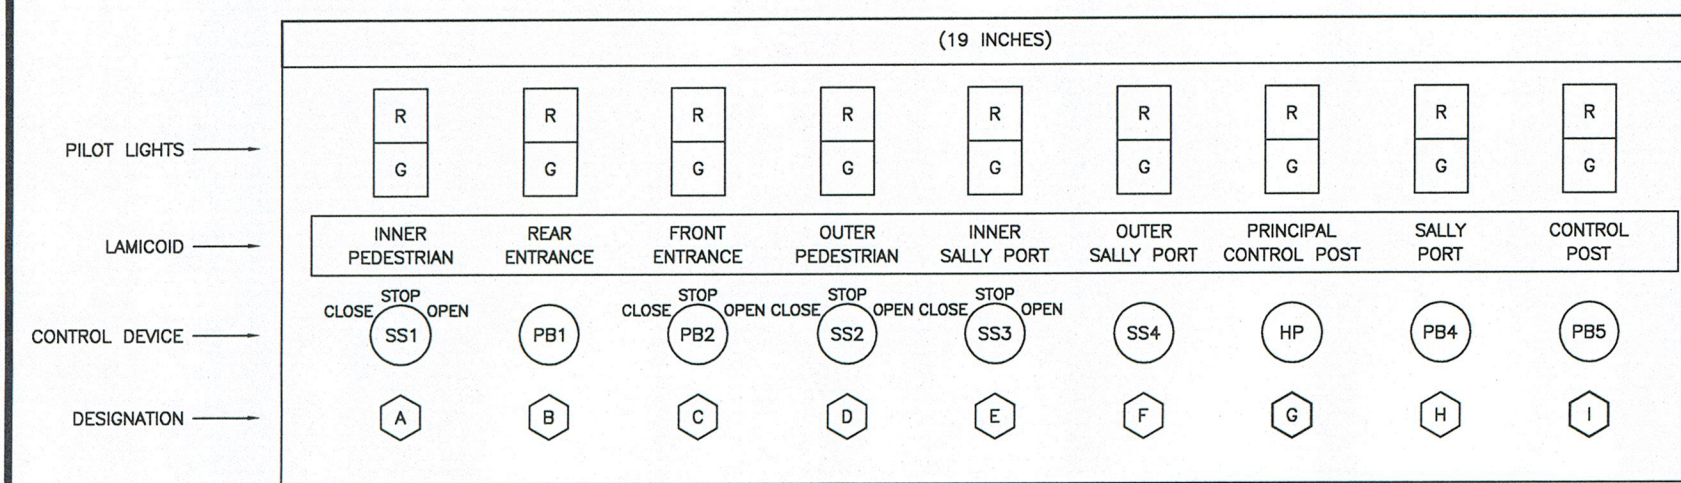 (19 INCHES)
R R R R R R R R R
PILOT LIGHTS
G G G G G G G G G
LAMICOID
INNER PEDESTRIAN
REAR ENTRANCE
FRONT ENTRANCE
OUTER PEDESTRIAN
INNER SALLY PORT
OUTER SALLY PORT
PRINCIPAL CONTROL POST
SALLY PORT
CONTROL POST
CONTROL DEVICE
CLOSE STOP OPEN
SS1
PB1
CLOSE STOP OPEN
PB2
CLOSE STOP OPEN
SS2
CLOSE STOP OPEN
SS3
SS4
HP
PB4
PB5
DESIGNATION
A B C D E F G H I